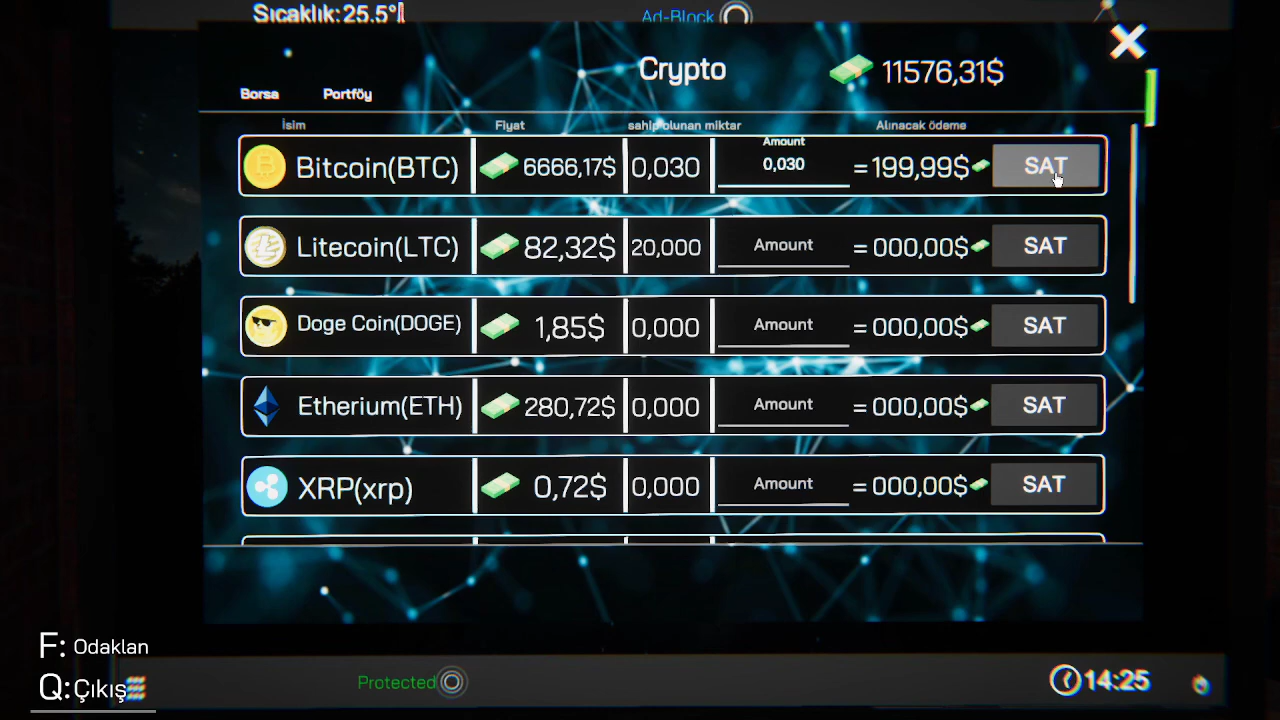 Sıcaklık: 25.5°
Ad-Block
Crypto
11576,31$
Borsa Portföy
İsim Fiyat sahip olunan miktar Alınacak ödeme
Bitcoin(BTC) 6666,17$ 0,030 Amount 0,030 =199,99$ SAT
Litecoin(LTC) 82,32$ 20,000 Amount =000,00$ SAT
Doge Coin(DOGE) 1,85$ 0,000 Amount =000,00$ SAT
Etherium(ETH) 280,72$ 0,000 Amount =000,00$ SAT
XRP(xrp) 0,72$ 0,000 Amount =000,00$ SAT
F: Odaklan
Q: Çıkış
Protected
14:25